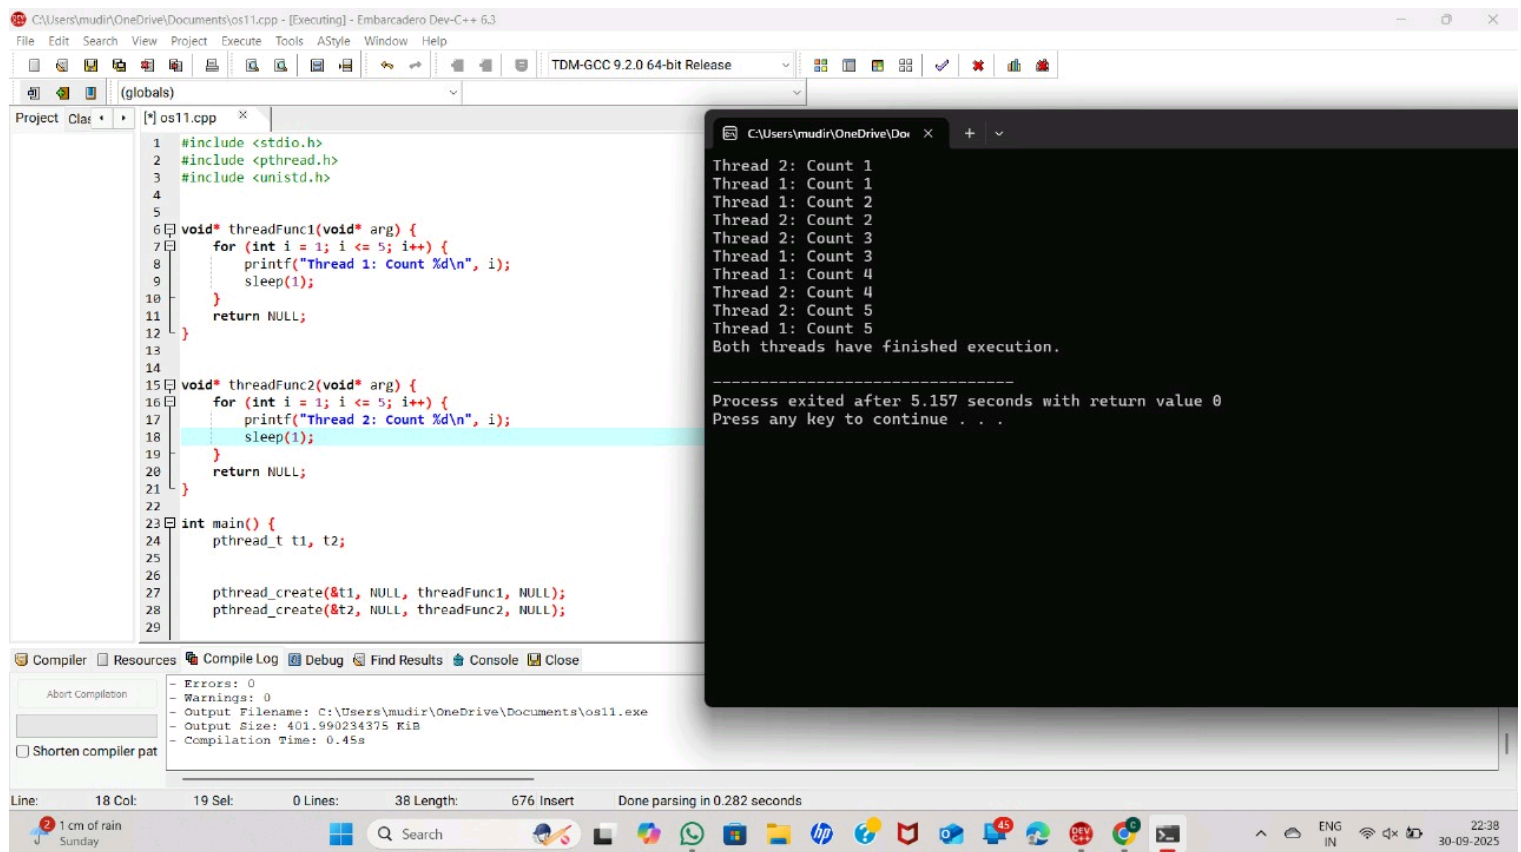 C:\Users\mudir\OneDrive\Documents\os11.cpp - [Executing] - Embarcadero Dev-C++ 6.3
File Edit Search View Project Execute Tools AStyle Window Help
TDM-GCC 9.2.0 64-bit Release
(globals)
Project Clas
[*] os11.cpp
1 #include <stdio.h>
2 #include <pthread.h>
3 #include <unistd.h>
4
5
6 void* threadFunc1(void* arg) {
7 for (int i = 1; i <= 5; i++) {
8 printf("Thread 1: Count %d\n", i);
9 sleep(1);
10 }
11 return NULL;
12 }
13
14
15 void* threadFunc2(void* arg) {
16 for (int i = 1; i <= 5; i++) {
17 printf("Thread 2: Count %d\n", i);
18 sleep(1);
19 }
20 return NULL;
21 }
22
23 int main() {
24 pthread_t t1, t2;
25
26
27 pthread_create(&t1, NULL, threadFunc1, NULL);
28 pthread_create(&t2, NULL, threadFunc2, NULL);
29
C:\Users\mudir\OneDrive\Do
Thread 2: Count 1
Thread 1: Count 1
Thread 1: Count 2
Thread 2: Count 2
Thread 2: Count 3
Thread 1: Count 3
Thread 1: Count 4
Thread 2: Count 4
Thread 2: Count 5
Thread 1: Count 5
Both threads have finished execution.
--------------------------------
Process exited after 5.157 seconds with return value 0
Press any key to continue . . .
Compiler Resources Compile Log Debug Find Results Console Close
Abort Compilation
Shorten compiler pat
- Errors: 0
- Warnings: 0
- Output Filename: C:\Users\mudir\OneDrive\Documents\os11.exe
- Output Size: 401.990234375 KiB
- Compilation Time: 0.45s
Line: 18 Col: 19 Sel: 0 Lines: 38 Length: 676 Insert Done parsing in 0.282 seconds
2
1 cm of rain
Sunday
Search
hp
45
DEV C++
C
ENG
IN
22:38
30-09-2025